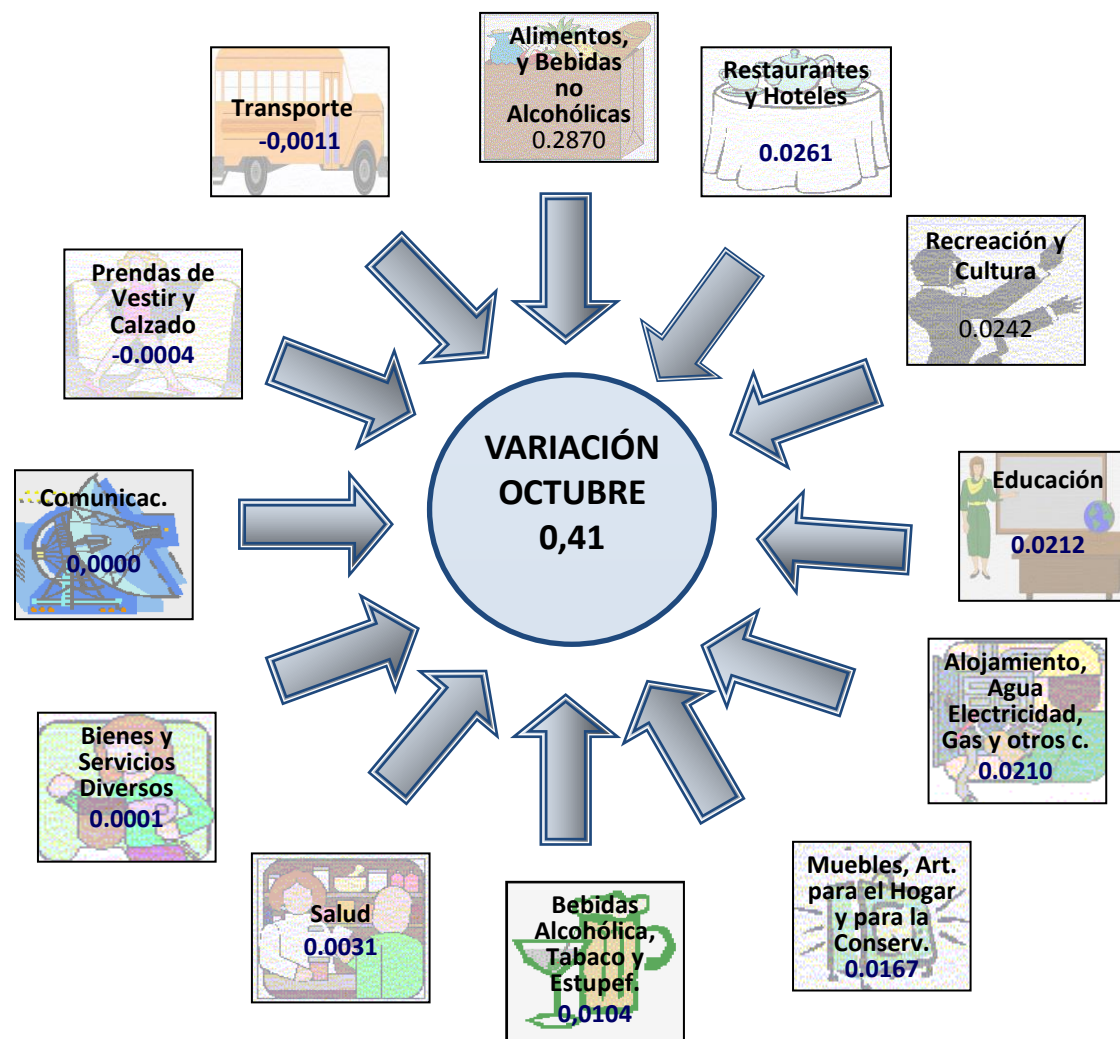 Alimentos,
y Bebidas
no
Alcohólicas
0.2870
Restaurantes
y Hoteles
0.0261
Recreación y
Cultura
0.0242
Educación
0.0212
Alojamiento,
Agua
Electricidad,
Gas y otros c.
0.0210
Muebles, Art.
para el Hogar
y para la
Conserv.
0.0167
Bebidas
Alcohólica,
Tabaco y
Estupef.
0,0104
Salud
0.0031
Bienes y
Servicios
Diversos
0.0001
Comunicac.
0,0000
Prendas de
Vestir y
Calzado
-0.0004
Transporte
-0,0011
VARIACIÓN
OCTUBRE
0,41